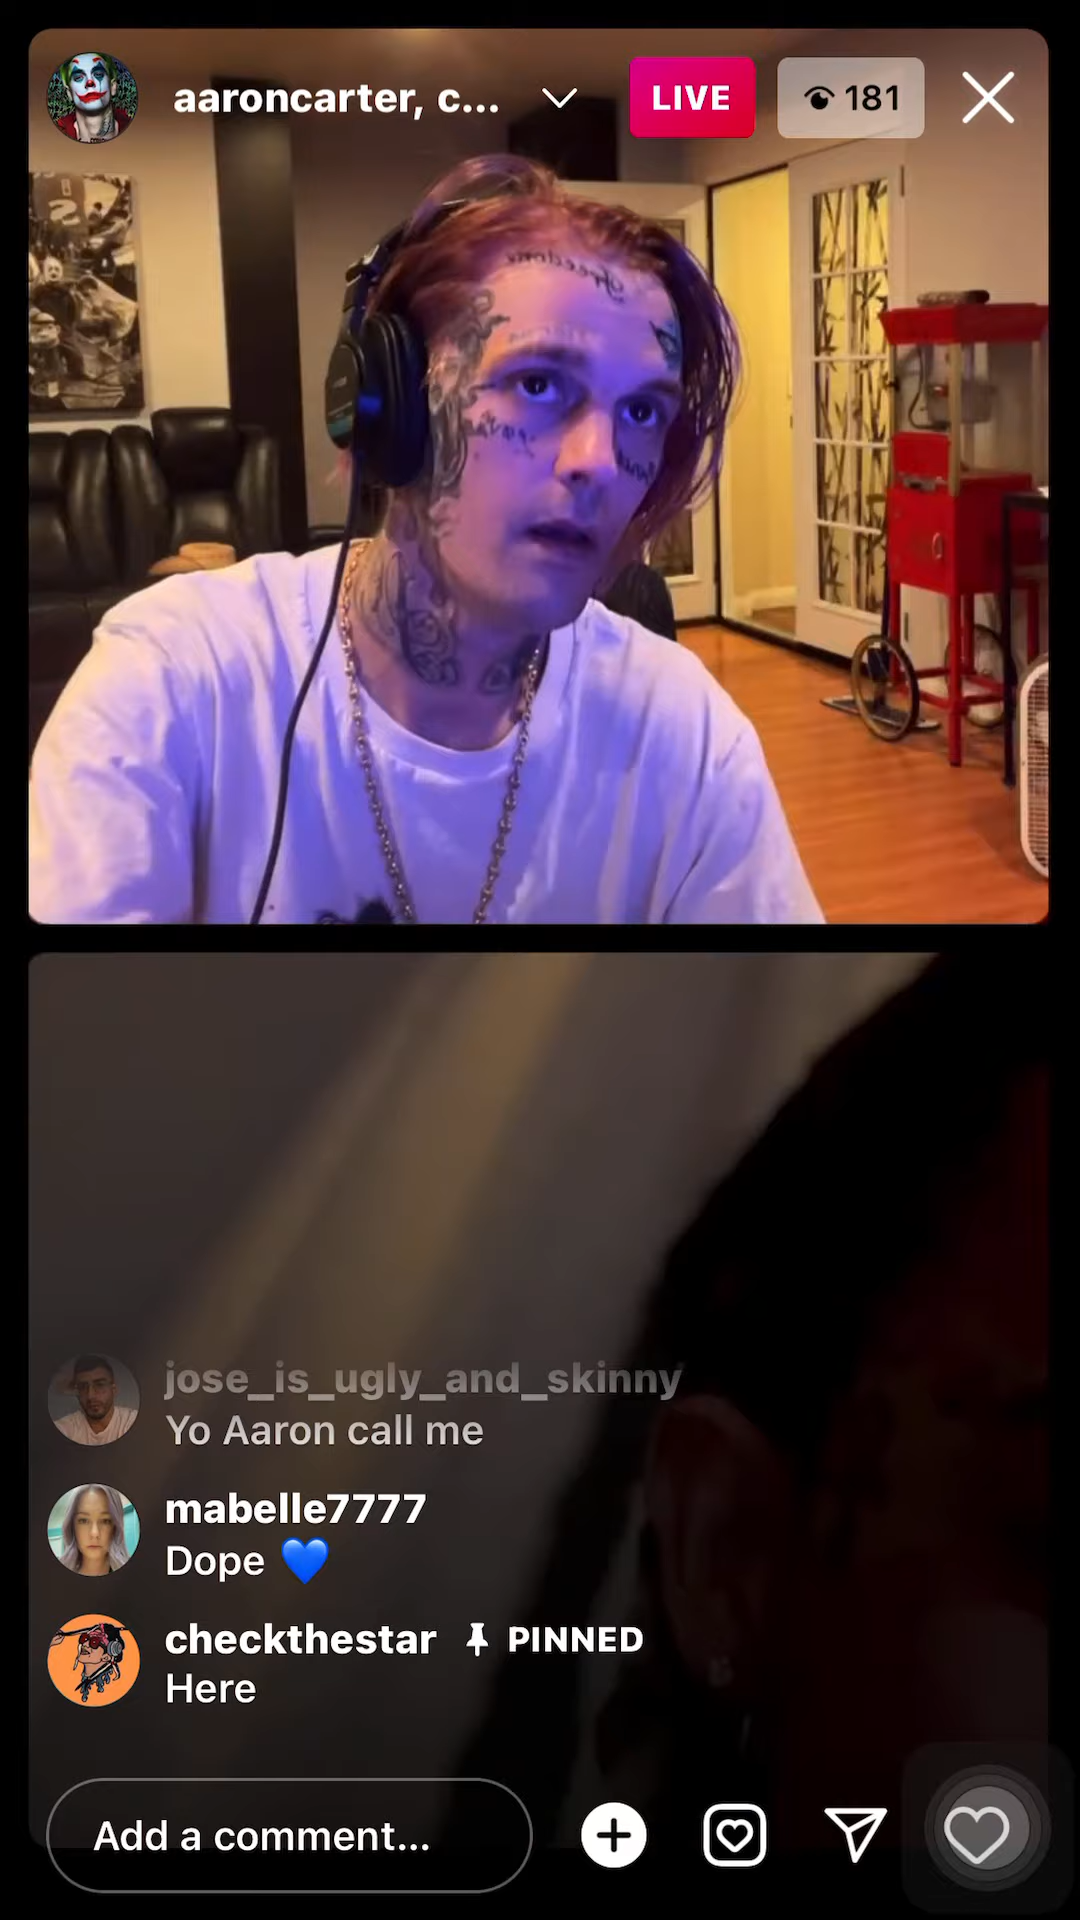 aaroncarter, c...
LIVE
181
jose_is_ugly_and_skinny
Yo Aaron call me
mabelle7777
Dope 💙
checkthestar PINNED
Here
Add a comment...